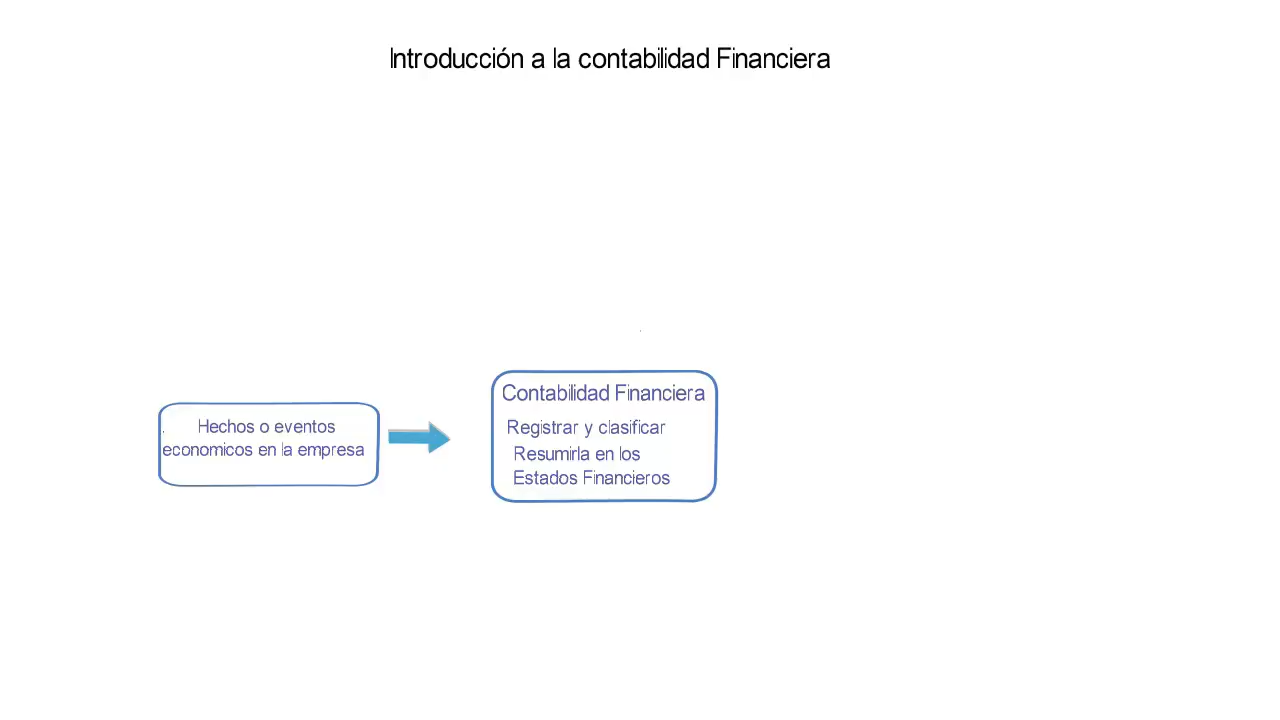 Introducción a la contabilidad Financiera
Hechos o eventos
economicos en la empresa
Contabilidad Financiera
Registrar y clasificar
Resumirla en los
Estados Financieros